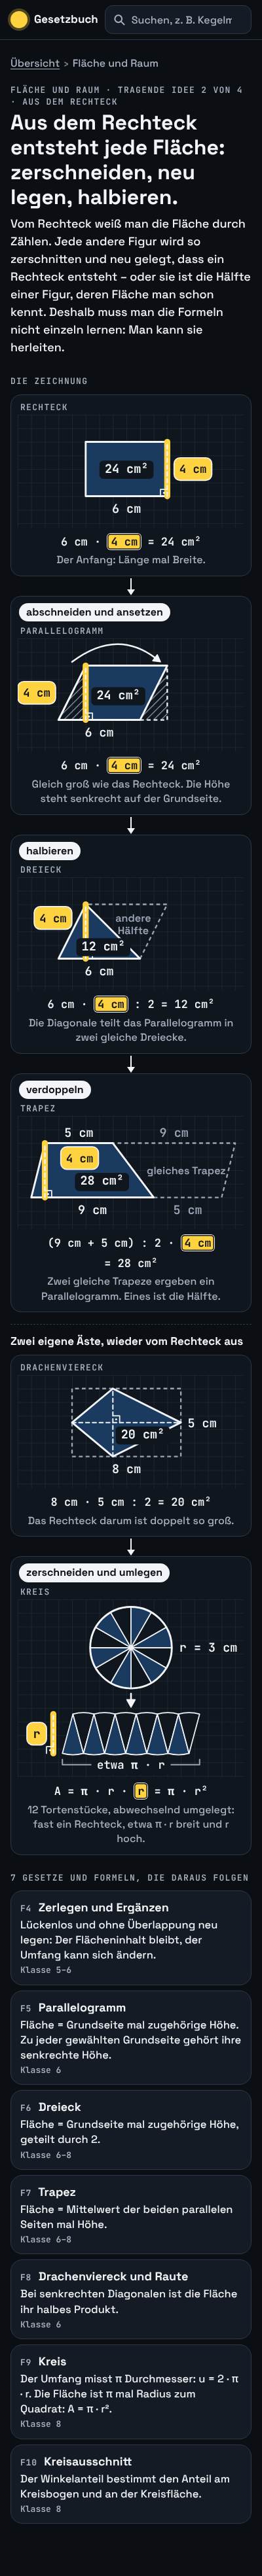 Gesetzbuch
Suchen, z. B. Kegelm
Übersicht > Fläche und Raum
FLÄCHE UND RAUM · TRAGENDE IDEE 2 VON 4
· AUS DEM RECHTECK
Aus dem Rechteck
entsteht jede Fläche:
zerschneiden, neu
legen, halbieren.
Vom Rechteck weiß man die Fläche durch
Zählen. Jede andere Figur wird so
zerschnitten und neu gelegt, dass ein
Rechteck entsteht – oder sie ist die Hälfte
einer Figur, deren Fläche man schon
kennt. Deshalb muss man die Formeln
nicht einzeln lernen: Man kann sie
herleiten.
DIE ZEICHNUNG
RECHTECK
24 cm²
4 cm
6 cm
6 cm · 4 cm = 24 cm²
Der Anfang: Länge mal Breite.
abschneiden und ansetzen
PARALLELOGRAMM
4 cm
24 cm²
6 cm
6 cm · 4 cm = 24 cm²
Gleich groß wie das Rechteck. Die Höhe
steht senkrecht auf der Grundseite.
halbieren
DREIECK
4 cm
andere
Hälfte
12 cm²
6 cm
6 cm · 4 cm : 2 = 12 cm²
Die Diagonale teilt das Parallelogramm in
zwei gleiche Dreiecke.
verdoppeln
TRAPEZ
5 cm 9 cm
4 cm
gleiches Trapez
28 cm²
9 cm 5 cm
(9 cm + 5 cm) : 2 · 4 cm
= 28 cm²
Zwei gleiche Trapeze ergeben ein
Parallelogramm. Eines ist die Hälfte.
Zwei eigene Äste, wieder vom Rechteck aus
DRACHENVIERECK
5 cm
20 cm²
8 cm
8 cm · 5 cm : 2 = 20 cm²
Das Rechteck darum ist doppelt so groß.
zerschneiden und umlegen
KREIS
r = 3 cm
r
etwa π · r
A = π · r · r = π · r²
12 Tortenstücke, abwechselnd umgelegt:
fast ein Rechteck, etwa π · r breit und r
hoch.
7 GESETZE UND FORMELN, DIE DARAUS FOLGEN
F4 Zerlegen und Ergänzen
Lückenlos und ohne Überlappung neu
legen: Der Flächeninhalt bleibt, der
Umfang kann sich ändern.
Klasse 5–6
F5 Parallelogramm
Fläche = Grundseite mal zugehörige Höhe.
Zu jeder gewählten Grundseite gehört ihre
senkrechte Höhe.
Klasse 6
F6 Dreieck
Fläche = Grundseite mal zugehörige Höhe,
geteilt durch 2.
Klasse 6–8
F7 Trapez
Fläche = Mittelwert der beiden parallelen
Seiten mal Höhe.
Klasse 6–8
F8 Drachenviereck und Raute
Bei senkrechten Diagonalen ist die Fläche
ihr halbes Produkt.
Klasse 6
F9 Kreis
Der Umfang misst π Durchmesser: u = 2 · π
· r. Die Fläche ist π mal Radius zum
Quadrat: A = π · r².
Klasse 8
F10 Kreisausschnitt
Der Winkelanteil bestimmt den Anteil am
Kreisbogen und an der Kreisfläche.
Klasse 8